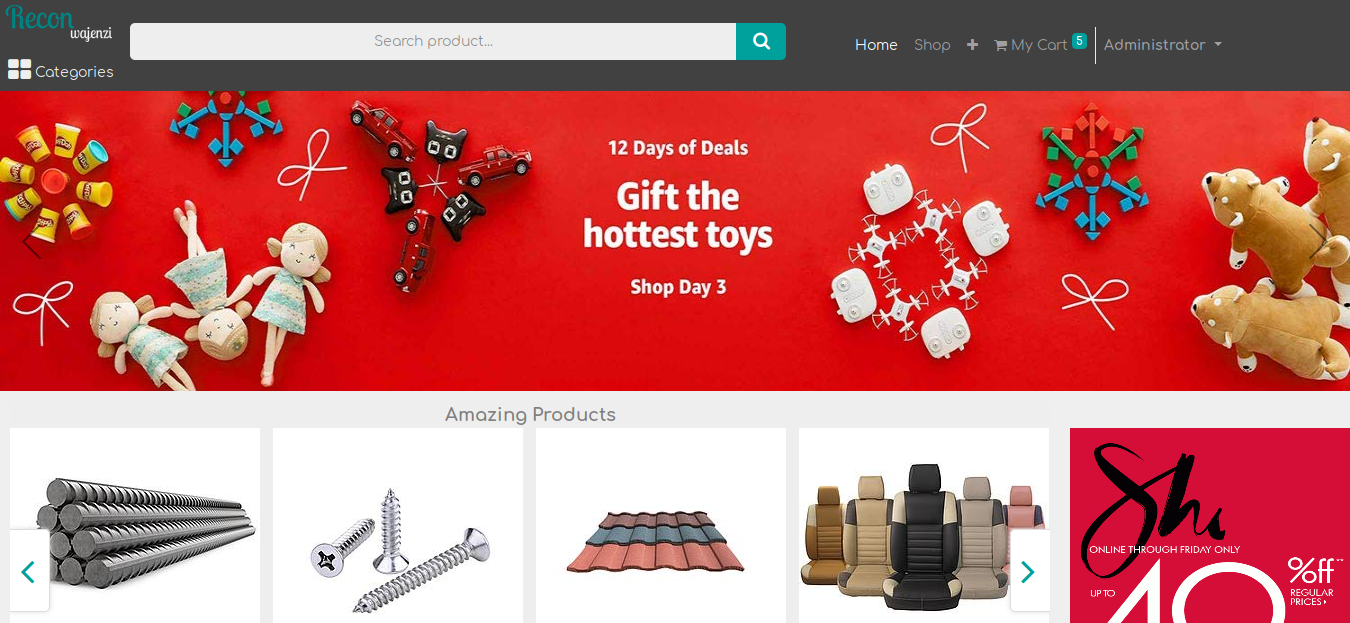 Recon
wajenzi
Search product...
Home
Shop
My Cart 5
Administrator
Categories
12 Days of Deals
Gift the
hottest toys
Shop Day 3
Amazing Products
ONLINE THROUGH FRIDAY ONLY
UP TO
40
%off**
REGULAR
PRICES